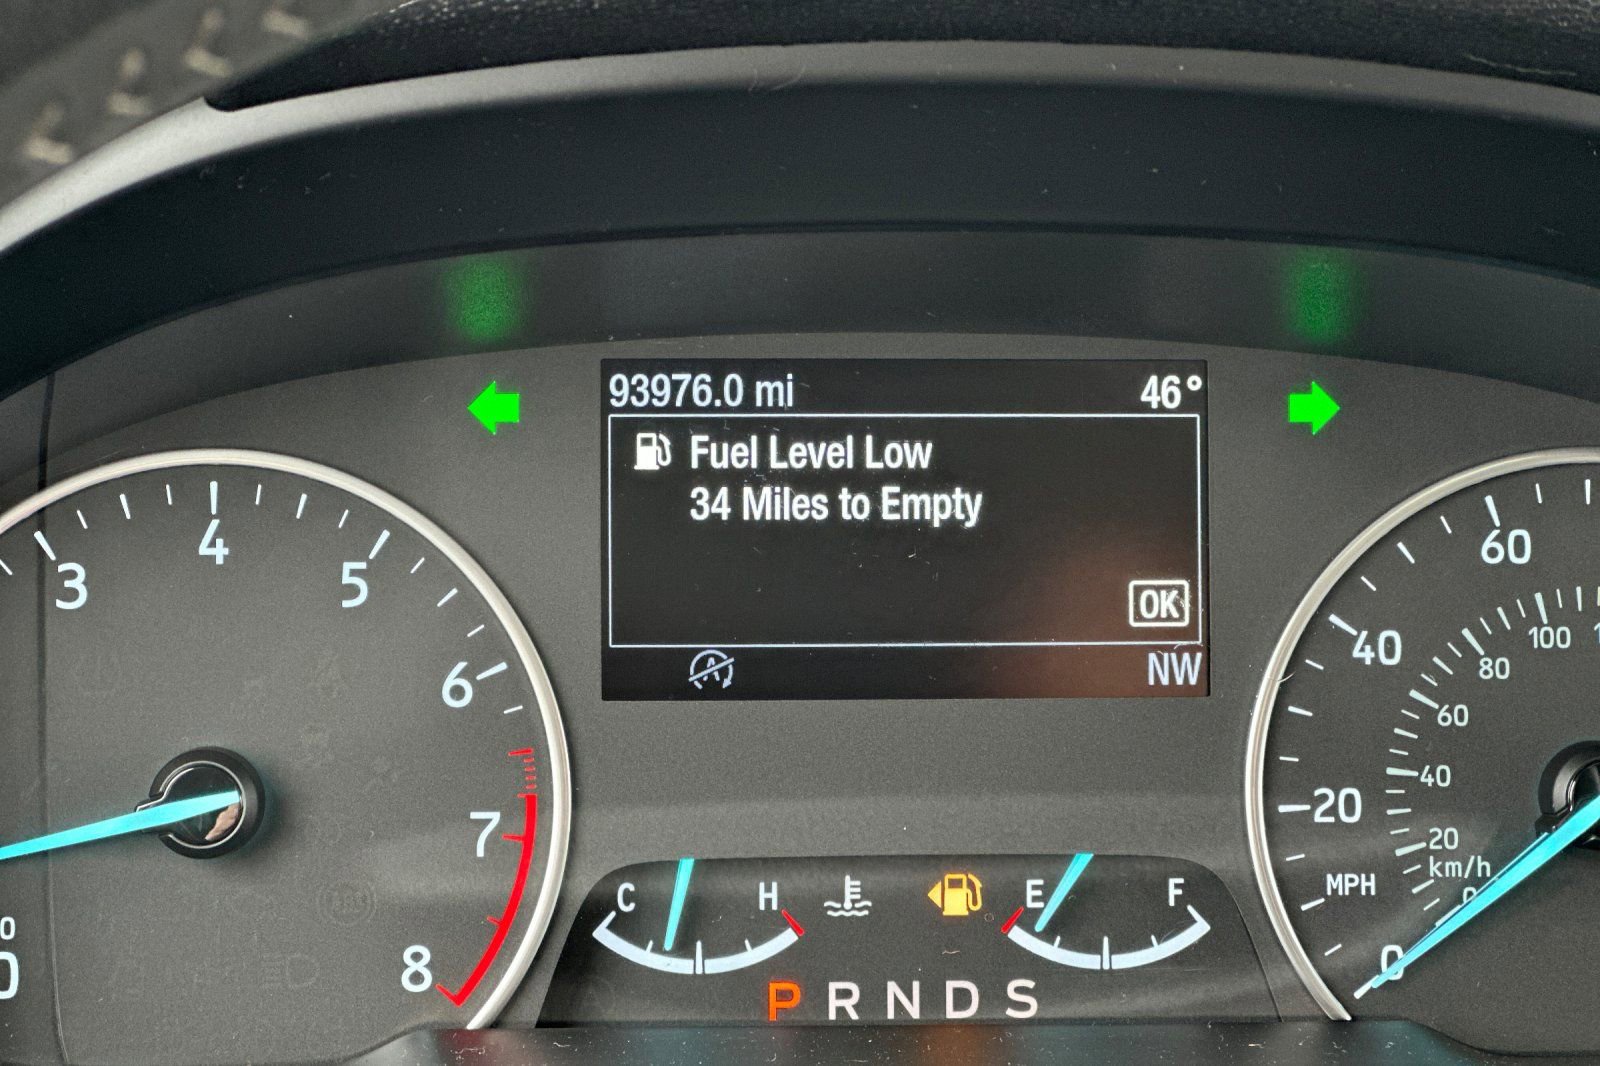 93976.0 mi 46°
Fuel Level Low
34 Miles to Empty
OK
A NW
3 4 5 6 7 8
C H E F
P R N D S
0 20 40 60
MPH
0 20 40 60 80 100
km/h